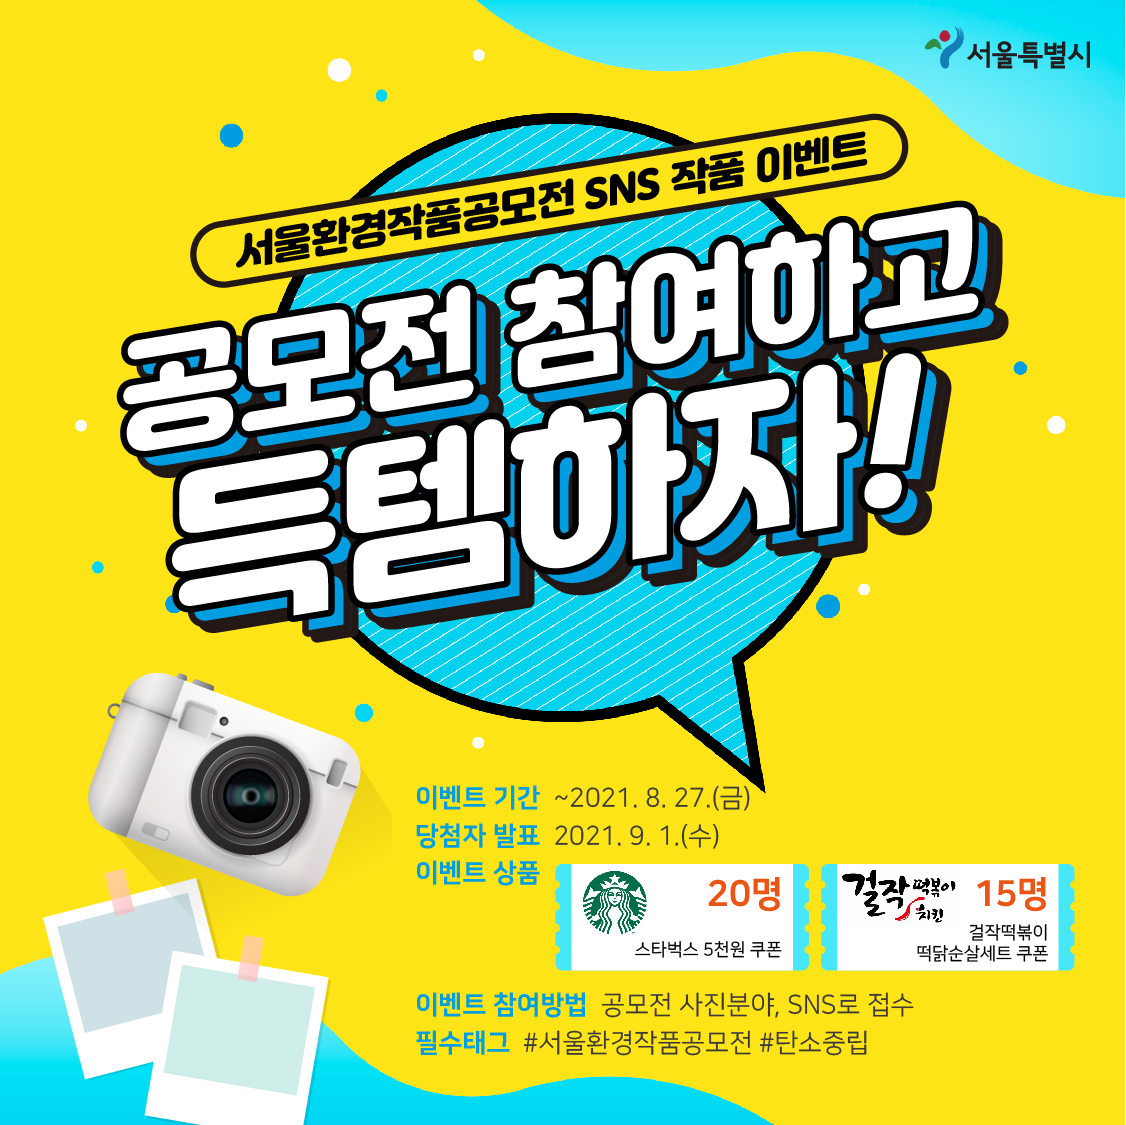 서울특별시
서울환경작품공모전 SNS 작품 이벤트
공모전 참여하고
득템하자!
이벤트 기간 ~2021. 8. 27.(금)
당첨자 발표 2021. 9. 1.(수)
이벤트 상품
20명
스타벅스 5천원 쿠폰
걸작 떡볶이 치킨
15명
걸작떡볶이
떡닭순살세트 쿠폰
이벤트 참여방법 공모전 사진분야, SNS로 접수
필수태그 #서울환경작품공모전 #탄소중립